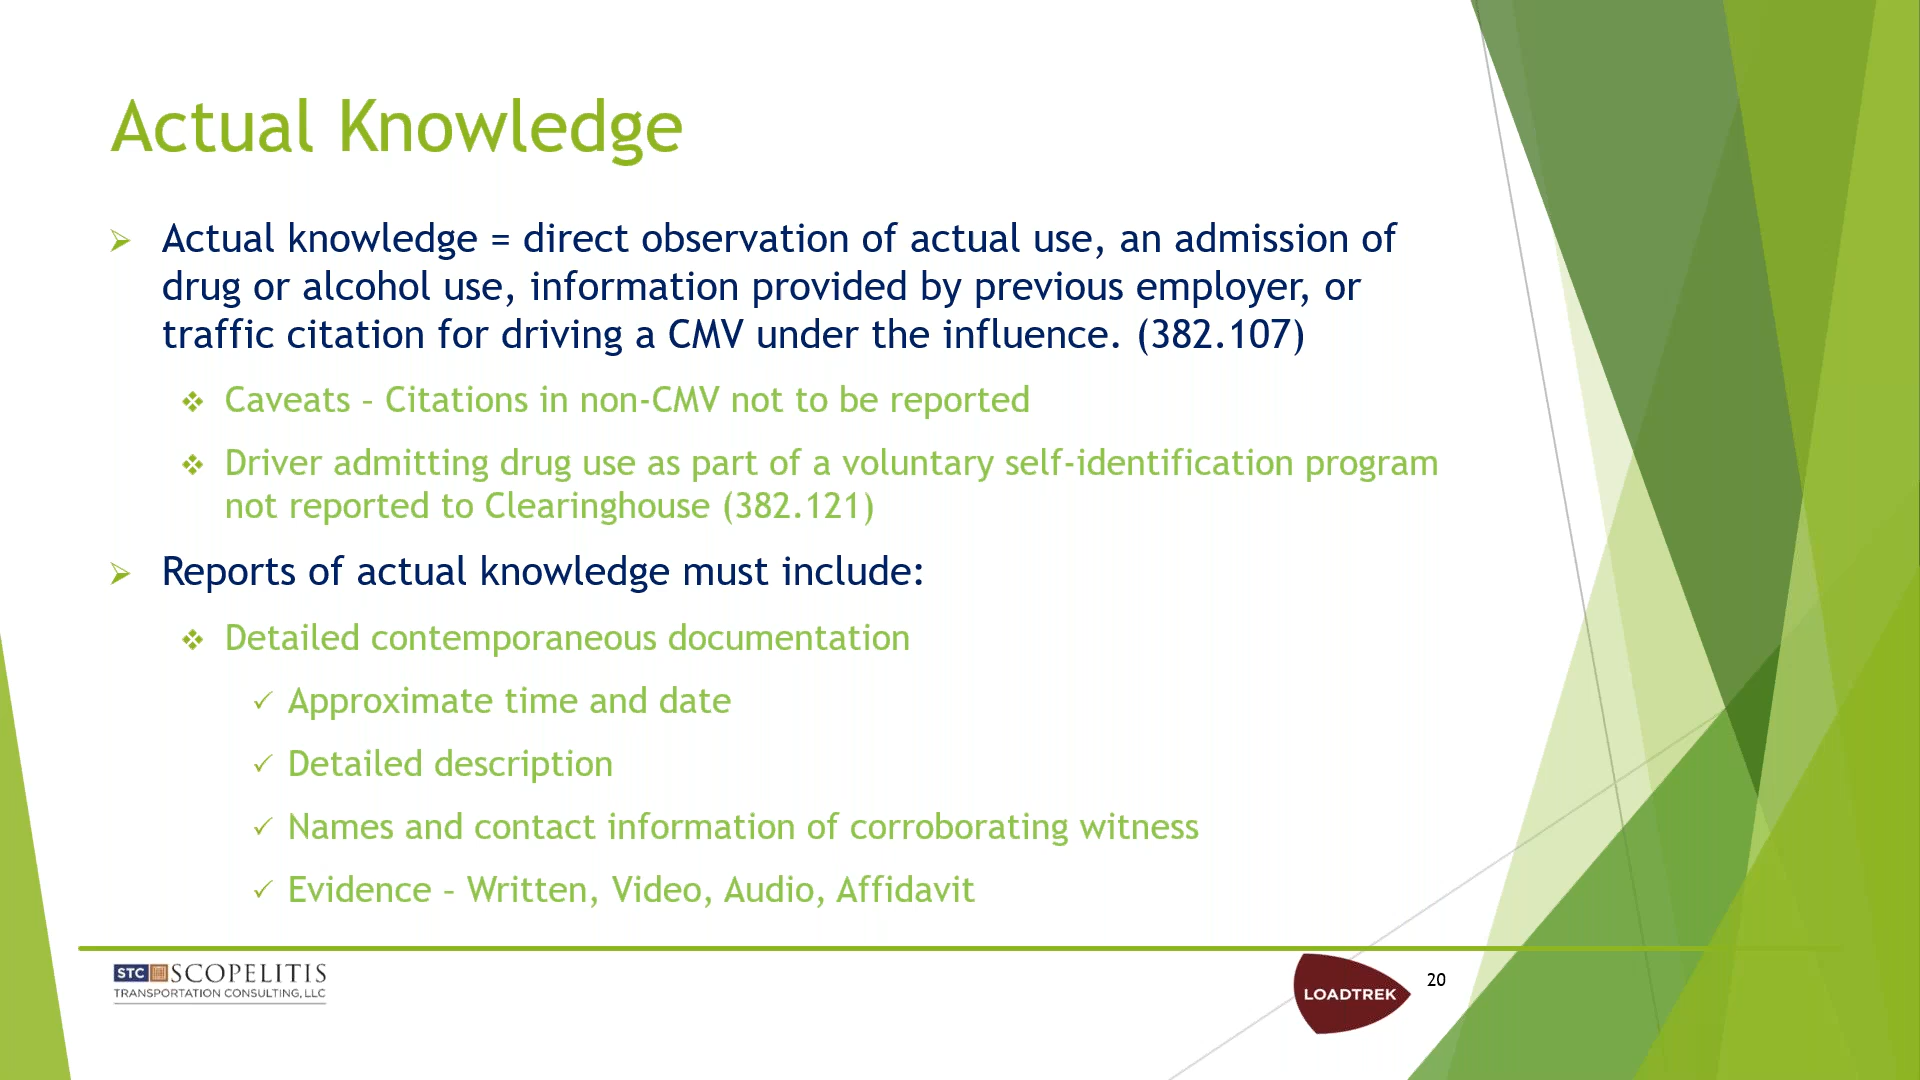 Actual Knowledge
Actual knowledge = direct observation of actual use, an admission of
drug or alcohol use, information provided by previous employer, or
traffic citation for driving a CMV under the influence. (382.107)
Caveats – Citations in non-CMV not to be reported
Driver admitting drug use as part of a voluntary self-identification program
not reported to Clearinghouse (382.121)
Reports of actual knowledge must include:
Detailed contemporaneous documentation
Approximate time and date
Detailed description
Names and contact information of corroborating witness
Evidence – Written, Video, Audio, Affidavit
STC SCOPELITIS
TRANSPORTATION CONSULTING, LLC
LOADTREK
20